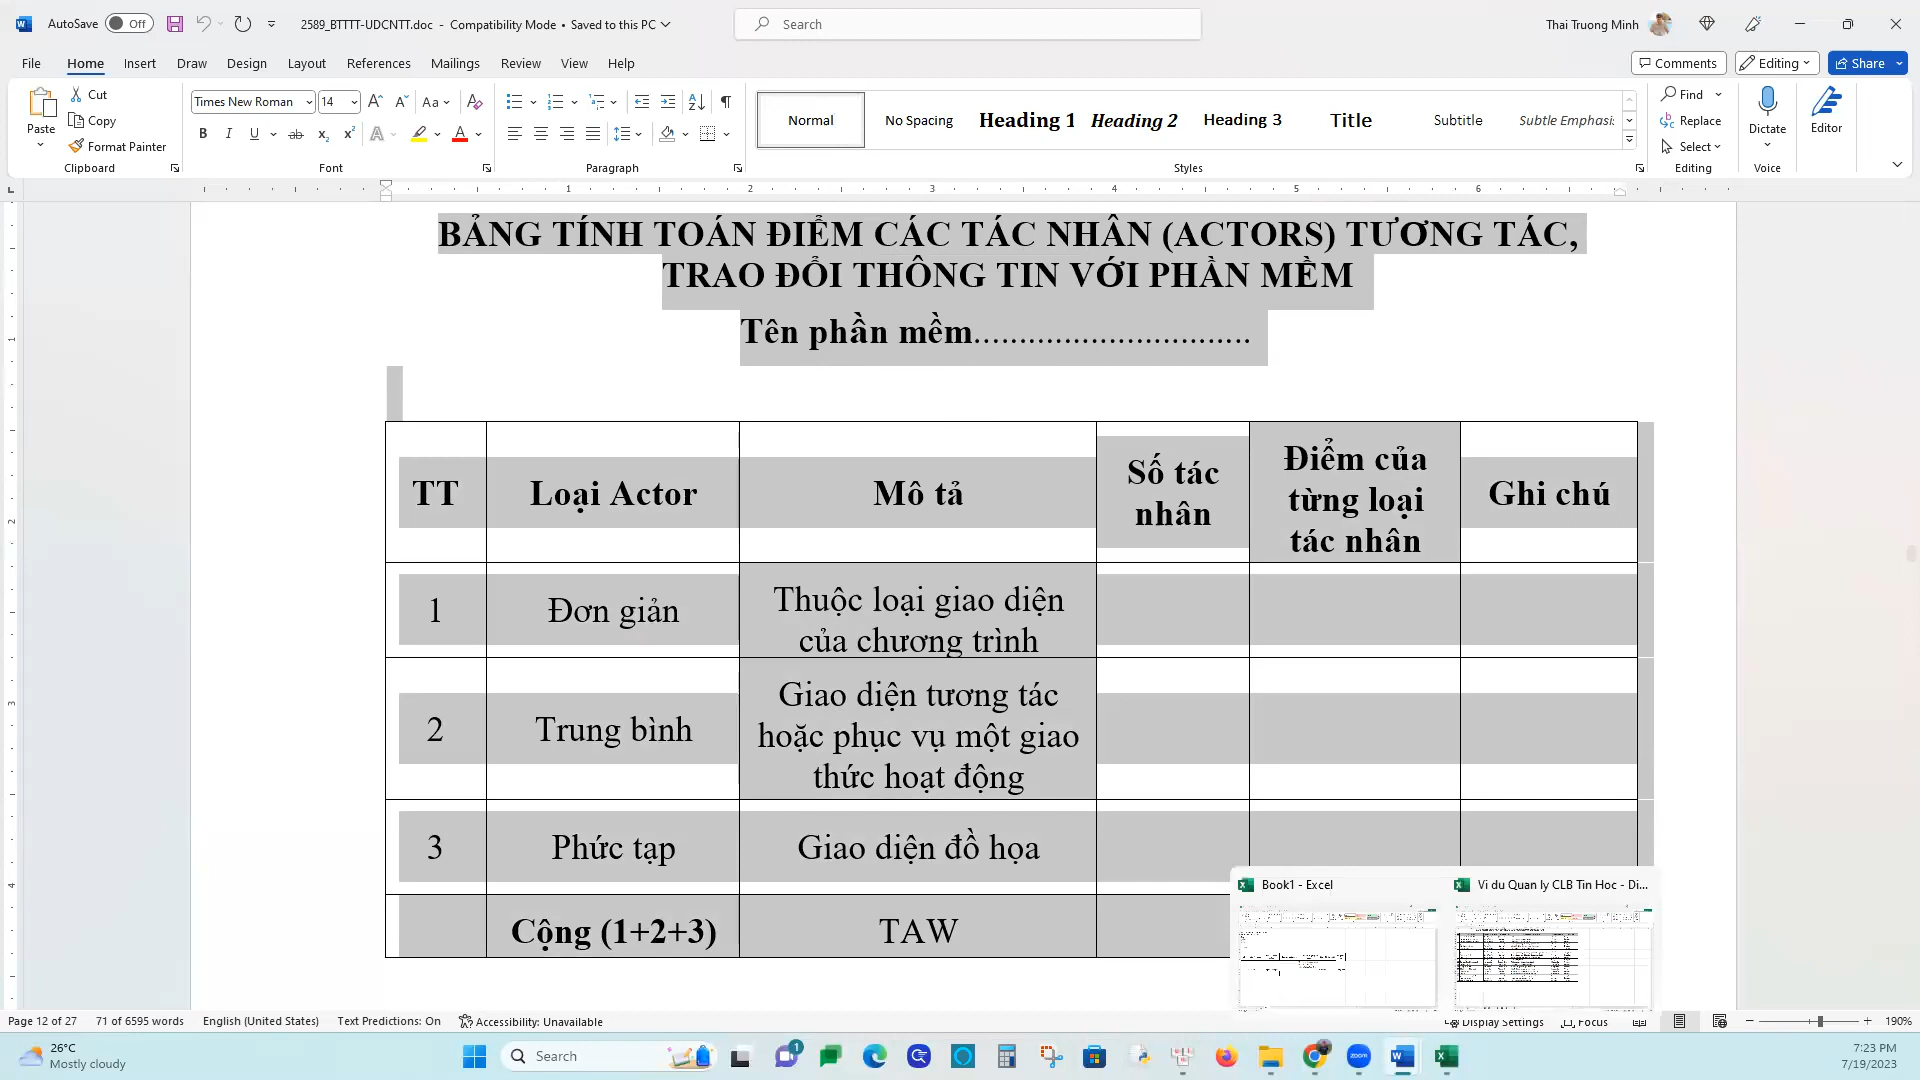 AutoSave Off 2589_BTTTT-UDCNTT.doc - Compatibility Mode • Saved to this PC Search Thai Truong Minh
File Home Insert Draw Design Layout References Mailings Review View Help Comments Editing Share
Paste Cut Copy Format Painter Clipboard
Times New Roman 14 Font
Paragraph
Normal No Spacing Heading 1 Heading 2 Heading 3 Title Subtitle Subtle Emphasi Styles
Find Replace Select Editing
Dictate Voice
Editor
1 2 3 4 5 6
BẢNG TÍNH TOÁN ĐIỂM CÁC TÁC NHÂN (ACTORS) TƯƠNG TÁC,
TRAO ĐỔI THÔNG TIN VỚI PHẦN MỀM
Tên phần mềm..............................
TT Loại Actor Mô tả Số tác nhân Điểm của từng loại tác nhân Ghi chú
1 Đơn giản Thuộc loại giao diện của chương trình
2 Trung bình Giao diện tương tác hoặc phục vụ một giao thức hoạt động
3 Phức tạp Giao diện đồ họa
Cộng (1+2+3) TAW
Book1 - Excel Vi du Quan ly CLB Tin Hoc - Di...
Page 12 of 27 71 of 6595 words English (United States) Text Predictions: On Accessibility: Unavailable Display Settings Focus 190%
26°C
Mostly cloudy
Search
1
zoom
7:23 PM
7/19/2023